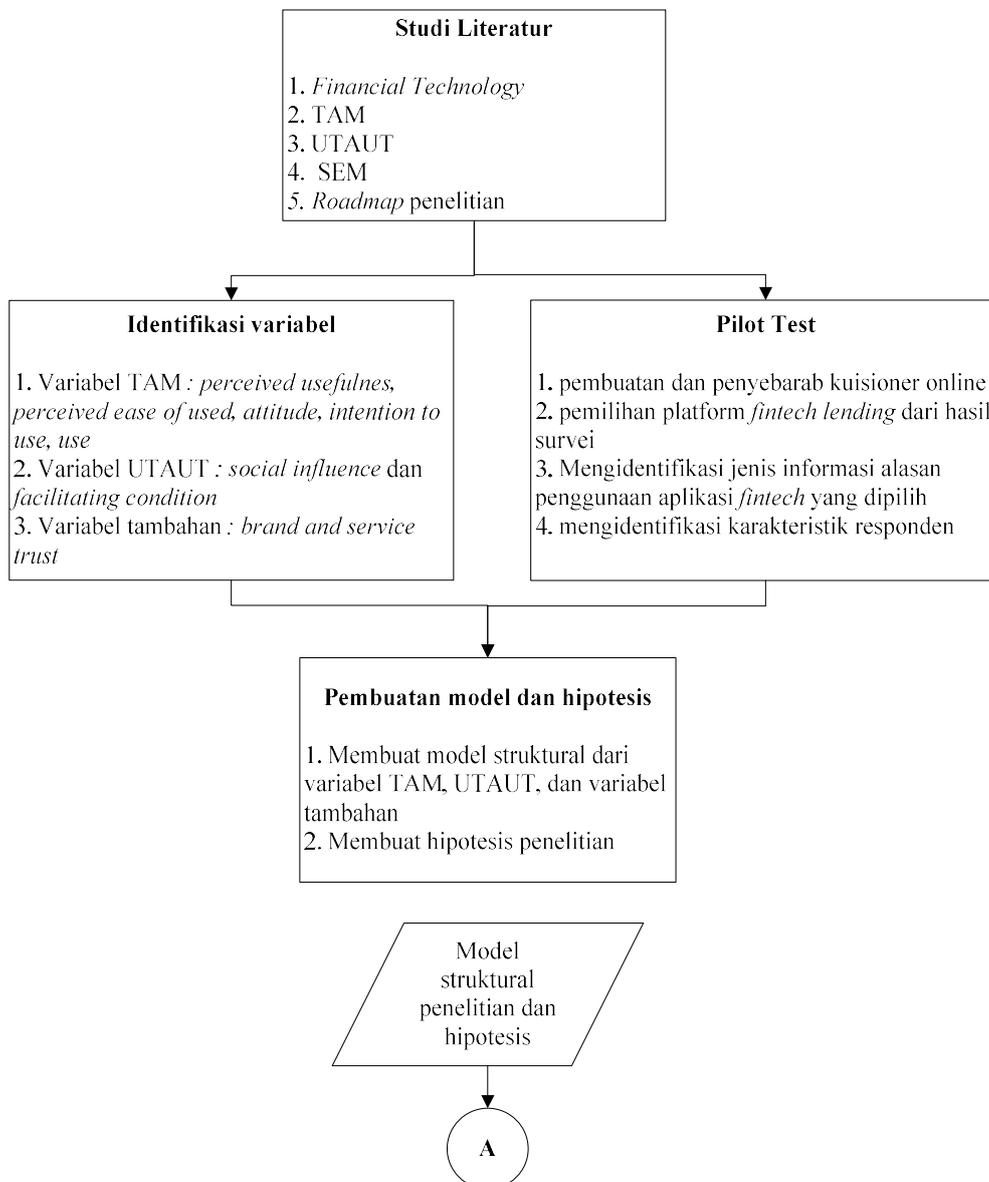 Studi Literatur
1. Financial Technology
2. TAM
3. UTAUT
4. SEM
5. Roadmap penelitian
Identifikasi variabel
1. Variabel TAM : perceived usefulnes,
perceived ease of used, attitude, intention to
use, use
2. Variabel UTAUT : social influence dan
facilitating condition
3. Variabel tambahan : brand and service
trust
Pilot Test
1. pembuatan dan penyebarab kuisioner online
2. pemilihan platform fintech lending dari hasil
survei
3. Mengidentifikasi jenis informasi alasan
penggunaan aplikasi fintech yang dipilih
4. mengidentifikasi karakteristik responden
Pembuatan model dan hipotesis
1. Membuat model struktural dari
variabel TAM, UTAUT, dan variabel
tambahan
2. Membuat hipotesis penelitian
Model
struktural
penelitian dan
hipotesis
A